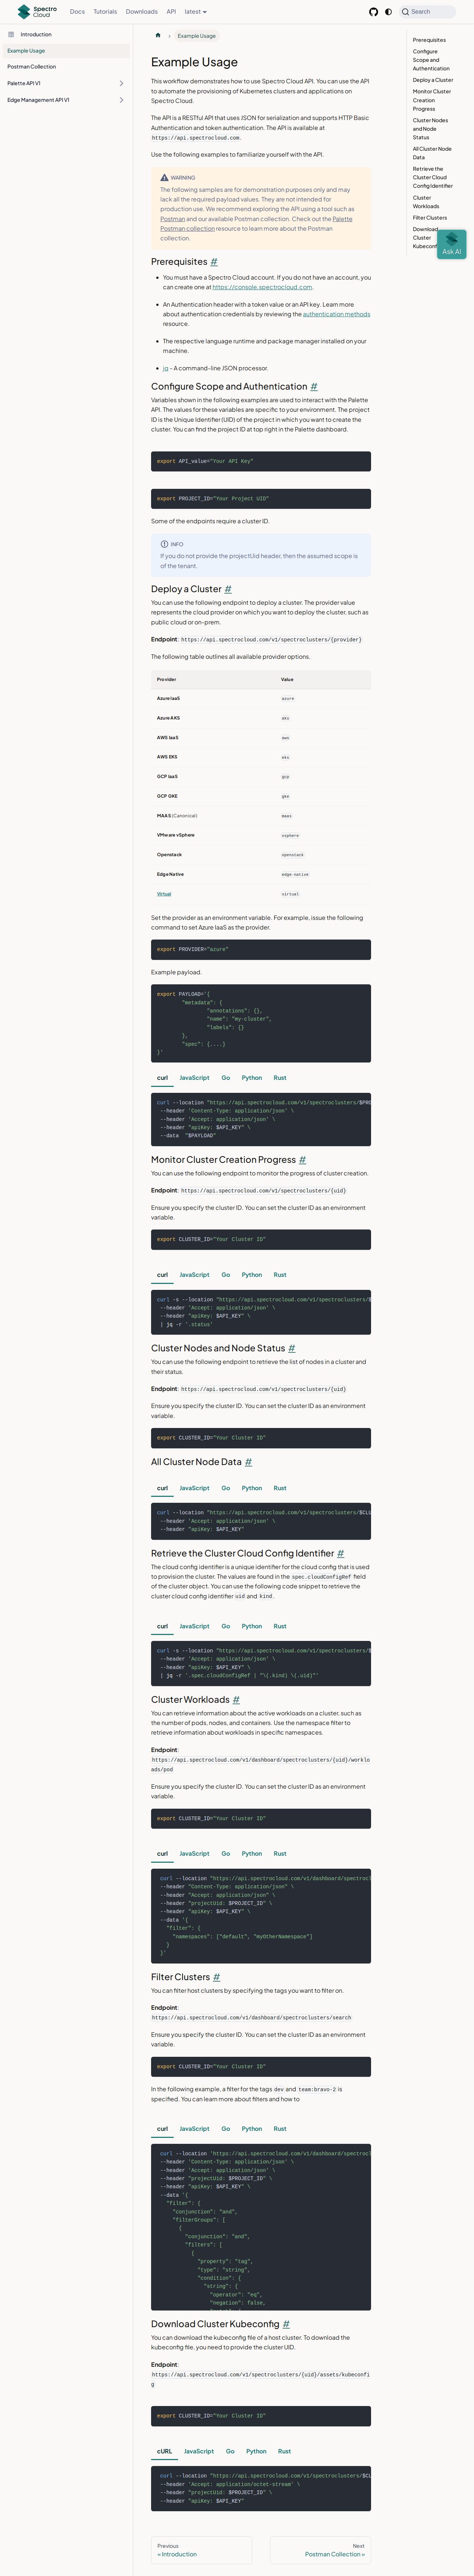 Spectro Cloud
Docs
Tutorials
Downloads
API
latest
Search
Introduction
Example Usage
Postman Collection
Palette API V1
Edge Management API V1
Example Usage
Example Usage
This workflow demonstrates how to use Spectro Cloud API. You can use the API
to automate the provisioning of Kubernetes clusters and applications on
Spectro Cloud.
The API is a RESTful API that uses JSON for serialization and supports HTTP Basic
Authentication and token authentication. The API is available at
https://api.spectrocloud.com.
Use the following examples to familiarize yourself with the API.
WARNING
The following samples are for demonstration purposes only and may
lack all the required payload values. They are not intended for
production use. We recommend exploring the API using a tool such as
Postman and our available Postman collection. Check out the Palette
Postman collection resource to learn more about the Postman
collection.
Prerequisites #
You must have a Spectro Cloud account. If you do not have an account, you
can create one at https://console.spectrocloud.com.
An Authentication header with a token value or an API key. Learn more
about authentication credentials by reviewing the authentication methods
resource.
The respective language runtime and package manager installed on your
machine.
jq - A command-line JSON processor.
Configure Scope and Authentication #
Variables shown in the following examples are used to interact with the Palette
API. The values for these variables are specific to your environment. The project
ID is the Unique Identifier (UID) of the project in which you want to create the
cluster. You can find the project ID at top right in the Palette dashboard.
export API_value="Your API Key"
export PROJECT_ID="Your Project UID"
Some of the endpoints require a cluster ID.
INFO
If you do not provide the projectUid header, then the assumed scope is
of the tenant.
Deploy a Cluster #
You can use the following endpoint to deploy a cluster. The provider value
represents the cloud provider on which you want to deploy the cluster, such as
public cloud or on-prem.
Endpoint: https://api.spectrocloud.com/v1/spectroclusters/{provider}
The following table outlines all available provider options.
Provider Value
Azure IaaS azure
Azure AKS aks
AWS IaaS aws
AWS EKS eks
GCP IaaS gcp
GCP GKE gke
MAAS (Canonical) maas
VMware vSphere vsphere
Openstack openstack
Edge Native edge-native
Virtual virtual
Set the provider as an environment variable. For example, issue the following
command to set Azure IaaS as the provider.
export PROVIDER="azure"
Example payload.
export PAYLOAD='{
"metadata": {
"annotations": {},
"name": "my-cluster",
"labels": {}
},
"spec": {....}
}'
curl JavaScript Go Python Rust
curl --location "https://api.spectrocloud.com/v1/spectroclusters/$PRO
--header 'Content-Type: application/json' \
--header 'Accept: application/json' \
--header "apiKey: $API_KEY" \
--data "$PAYLOAD"
Monitor Cluster Creation Progress #
You can use the following endpoint to monitor the progress of cluster creation.
Endpoint: https://api.spectrocloud.com/v1/spectroclusters/{uid}
Ensure you specify the cluster ID. You can set the cluster ID as an environment
variable.
export CLUSTER_ID="Your Cluster ID"
curl JavaScript Go Python Rust
curl -s --location "https://api.spectrocloud.com/v1/spectroclusters/$
--header 'Accept: application/json' \
--header "apiKey: $API_KEY" \
| jq -r '.status'
Cluster Nodes and Node Status #
You can use the following endpoint to retrieve the list of nodes in a cluster and
their status.
Endpoint: https://api.spectrocloud.com/v1/spectroclusters/{uid}
Ensure you specify the cluster ID. You can set the cluster ID as an environment
variable.
export CLUSTER_ID="Your Cluster ID"
All Cluster Node Data #
curl JavaScript Go Python Rust
curl --location "https://api.spectrocloud.com/v1/spectroclusters/$CLU
--header 'Accept: application/json' \
--header "apiKey: $API_KEY"
Retrieve the Cluster Cloud Config Identifier #
The cloud config identifier is a unique identifier for the cloud config that is used
to provision the cluster. The values are found in the spec.cloudConfigRef field
of the cluster object. You can use the following code snippet to retrieve the
cluster cloud config identifier uid and kind.
curl JavaScript Go Python Rust
curl -s --location "https://api.spectrocloud.com/v1/spectroclusters/$
--header 'Accept: application/json' \
--header "apiKey: $API_KEY" \
| jq -r '.spec.cloudConfigRef | "\(.kind) \(.uid)"'
Cluster Workloads #
You can retrieve information about the active workloads on a cluster, such as
the number of pods, nodes, and containers. Use the namespace filter to
retrieve information about workloads in specific namespaces.
Endpoint:
https://api.spectrocloud.com/v1/dashboard/spectroclusters/{uid}/worklo
ads/pod
Ensure you specify the cluster ID. You can set the cluster ID as an environment
variable.
export CLUSTER_ID="Your Cluster ID"
curl JavaScript Go Python Rust
curl --location "https://api.spectrocloud.com/v1/dashboard/spectrocl
--header "Content-Type: application/json" \
--header "Accept: application/json" \
--header "projectUid: $PROJECT_ID" \
--header "apiKey: $API_KEY" \
--data '{
"filter": {
"namespaces": ["default", "myOtherNamespace"]
}
}'
Filter Clusters #
You can filter host clusters by specifying the tags you want to filter on.
Endpoint:
https://api.spectrocloud.com/v1/dashboard/spectroclusters/search
Ensure you specify the cluster ID. You can set the cluster ID as an environment
variable.
export CLUSTER_ID="Your Cluster ID"
In the following example, a filter for the tags dev and team:bravo-2 is
specified. You can learn more about filters and how to
curl JavaScript Go Python Rust
curl --location 'https://api.spectrocloud.com/v1/dashboard/spectrocl
--header 'Content-Type: application/json' \
--header 'Accept: application/json' \
--header "projectUid: $PROJECT_ID" \
--header "apiKey: $API_KEY" \
--data '{
"filter": {
"conjunction": "and",
"filterGroups": [
{
"conjunction": "and",
"filters": [
{
"property": "tag",
"type": "string",
"condition": {
"string": {
"operator": "eq",
"negation": false,
Download Cluster Kubeconfig #
You can download the kubeconfig file of a host cluster. To download the
kubeconfig file, you need to provide the cluster UID.
Endpoint:
https://api.spectrocloud.com/v1/spectroclusters/{uid}/assets/kubeconfi
g
export CLUSTER_ID="Your Cluster ID"
cURL JavaScript Go Python Rust
curl --location "https://api.spectrocloud.com/v1/spectroclusters/$CL
--header 'Accept: application/octet-stream' \
--header "projectUid: $PROJECT_ID" \
--header "apiKey: $API_KEY"
Previous
« Introduction
Next
Postman Collection »
Prerequisites
Configure
Scope and
Authentication
Deploy a Cluster
Monitor Cluster
Creation
Progress
Cluster Nodes
and Node
Status
All Cluster Node
Data
Retrieve the
Cluster Cloud
Config Identifier
Cluster
Workloads
Filter Clusters
Download
Cluster
Kubeconf
Ask AI